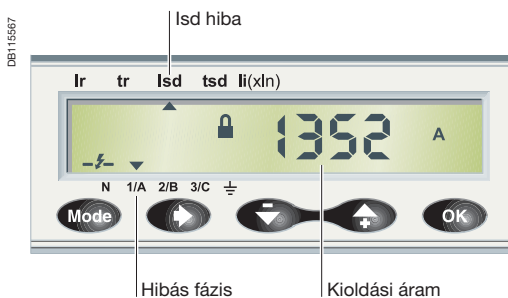 DB115567
Isd hiba
Ir tr Isd tsd Ii(xIn)
1352 A
N 1/A 2/B 3/C
Mode OK
Hibás fázis Kioldási áram